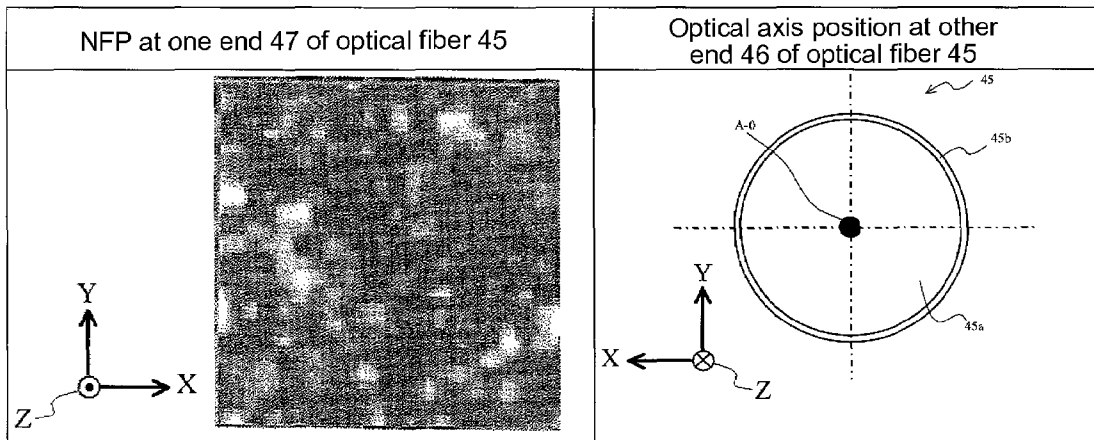 NFP at one end 47 of optical fiber 45
Optical axis position at other
end 46 of optical fiber 45
45
A-0
45b
45a
Y
X
Z
Y
X
Z